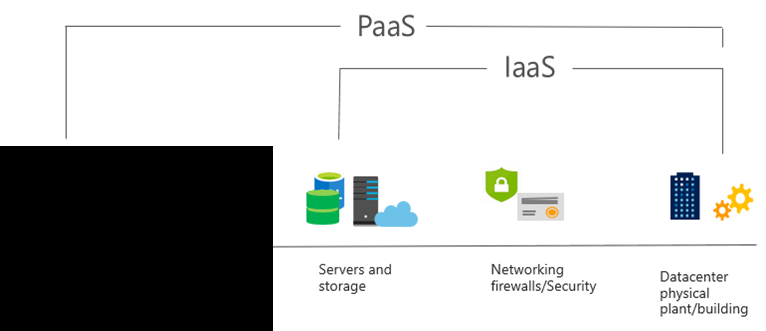 PaaS
IaaS
Servers and
storage
Networking
firewalls/Security
Datacenter
physical
plant/building